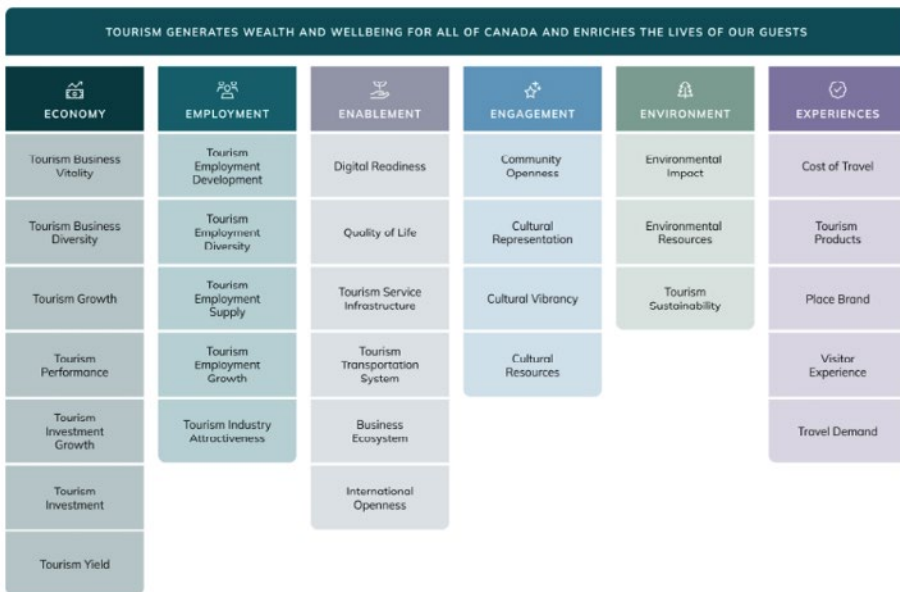 TOURISM GENERATES WEALTH AND WELLBEING FOR ALL OF CANADA AND ENRICHES THE LIVES OF OUR GUESTS
ECONOMY
Tourism Business
Vitality
Tourism Business
Diversity
Tourism Growth
Tourism
Performance
Tourism
Investment
Growth
Tourism
Investment
Tourism Yield
EMPLOYMENT
Tourism
Employment
Development
Tourism
Employment
Diversity
Tourism
Employment
Supply
Tourism
Employment
Growth
Tourism Industry
Attractiveness
ENABLEMENT
Digital Readiness
Quality of Life
Tourism Service
Infrastructure
Tourism
Transportation
System
Business
Ecosystem
International
Openness
ENGAGEMENT
Community
Openness
Cultural
Representation
Cultural Vibrancy
Cultural
Resources
ENVIRONMENT
Environmental
Impact
Environmental
Resources
Tourism
Sustainability
EXPERIENCES
Cost of Travel
Tourism
Products
Place Brand
Visitor
Experience
Travel Demand